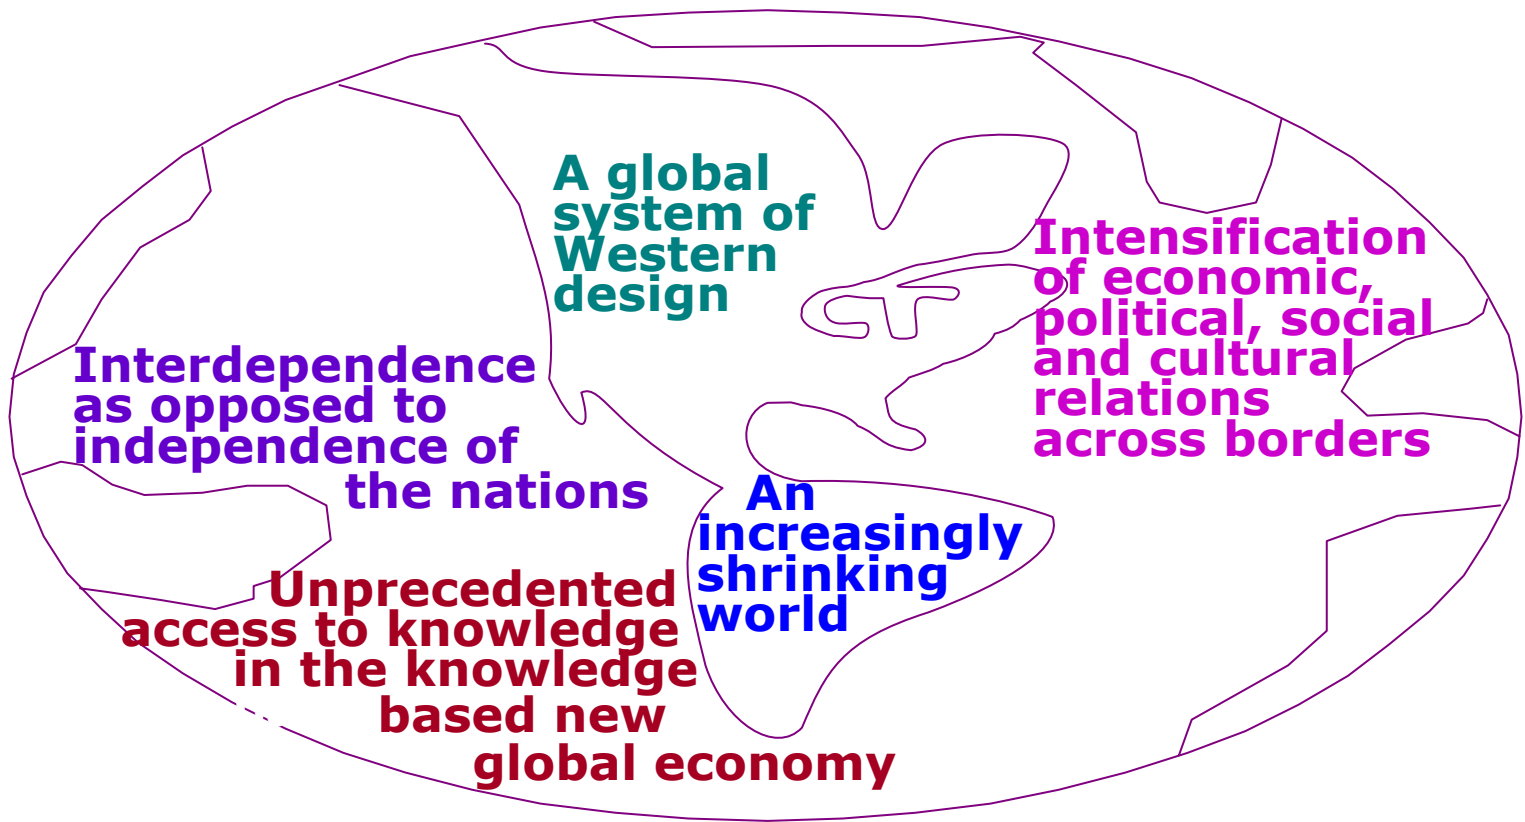 A global
system of
Western
design
Intensification
of economic,
political, social
and cultural
relations
across borders
Interdependence
as opposed to
independence of
the nations
An
increasingly
shrinking
world
Unprecedented
access to knowledge
in the knowledge
based new
global economy